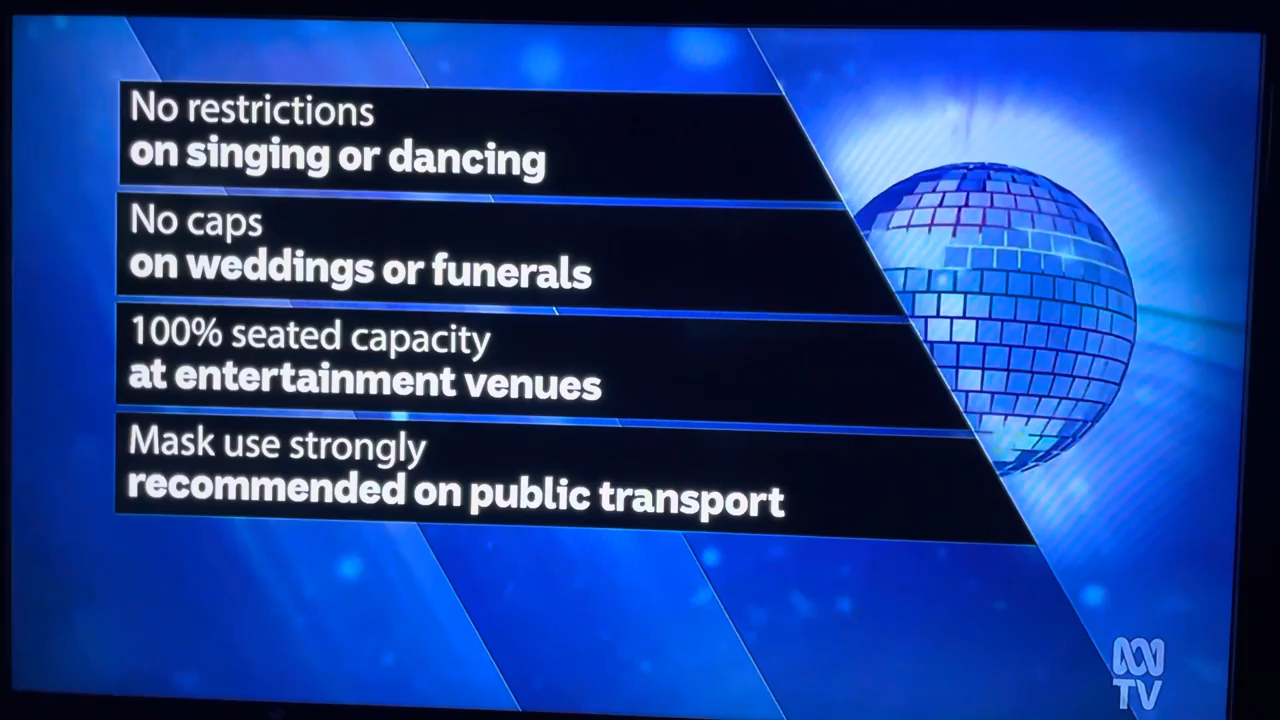 No restrictions
on singing or dancing
No caps
on weddings or funerals
100% seated capacity
at entertainment venues
Mask use strongly
recommended on public transport
TV